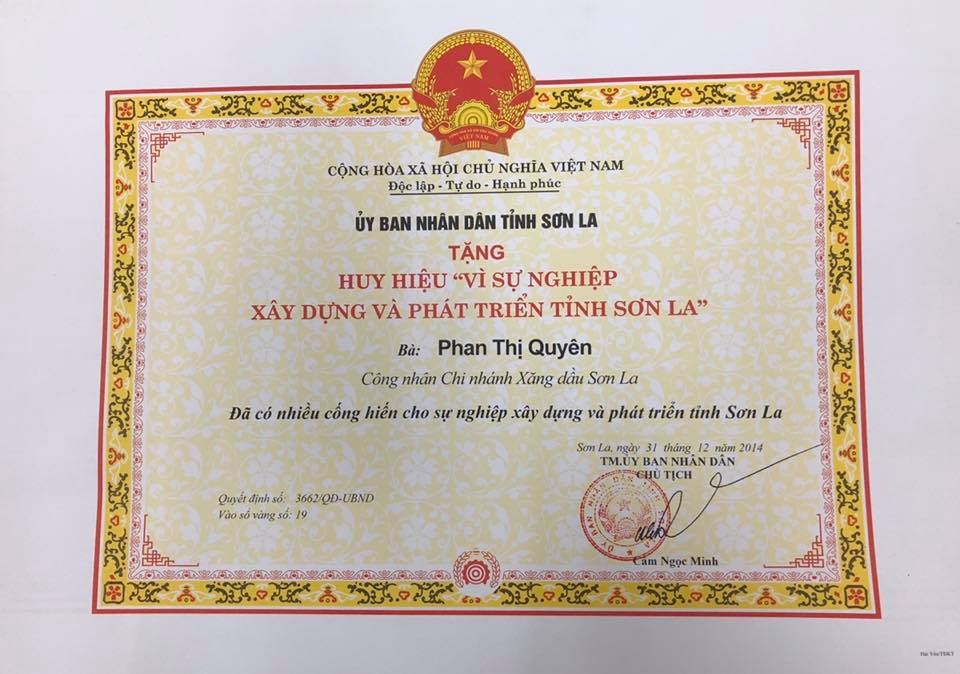 CỘNG HÒA XÃ HỘI CHỦ NGHĨA VIỆT NAM
Độc lập - Tự do - Hạnh phúc
ỦY BAN NHÂN DÂN TỈNH SƠN LA
TẶNG
HUY HIỆU “VÌ SỰ NGHIỆP
XÂY DỰNG VÀ PHÁT TRIỂN TỈNH SƠN LA”
Bà: Phan Thị Quyên
Công nhân Chi nhánh Xăng dầu Sơn La
Đã có nhiều cống hiến cho sự nghiệp xây dựng và phát triển tỉnh Sơn La
Sơn La, ngày 31 tháng 12 năm 2014
TM.ỦY BAN NHÂN DÂN
CHỦ TỊCH
Quyết định số: 3662/QĐ-UBND
Vào sổ vàng số: 19
Cầm Ngọc Minh